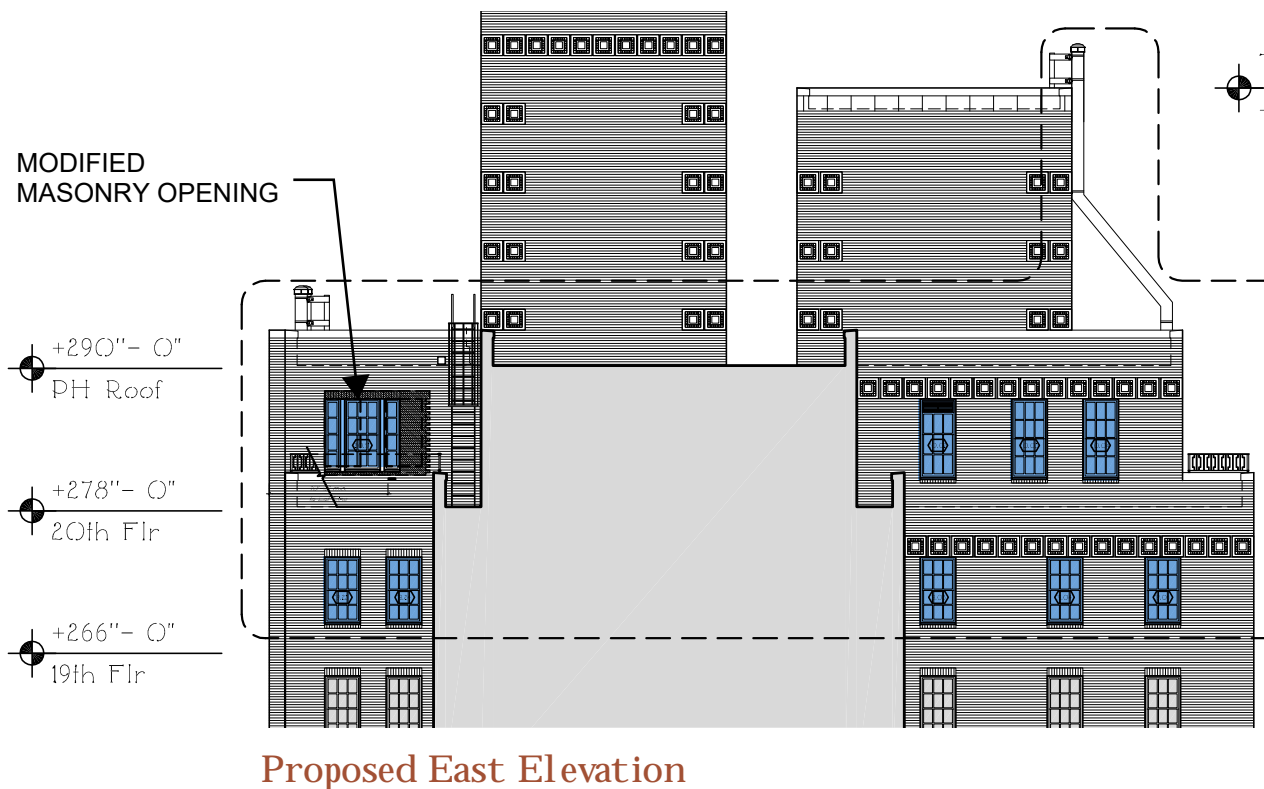 MODIFIED
MASONRY OPENING
+290"- 0"
PH Roof
+278"- 0"
20th Flr
+266"- 0"
19th Flr
Proposed East Elevation